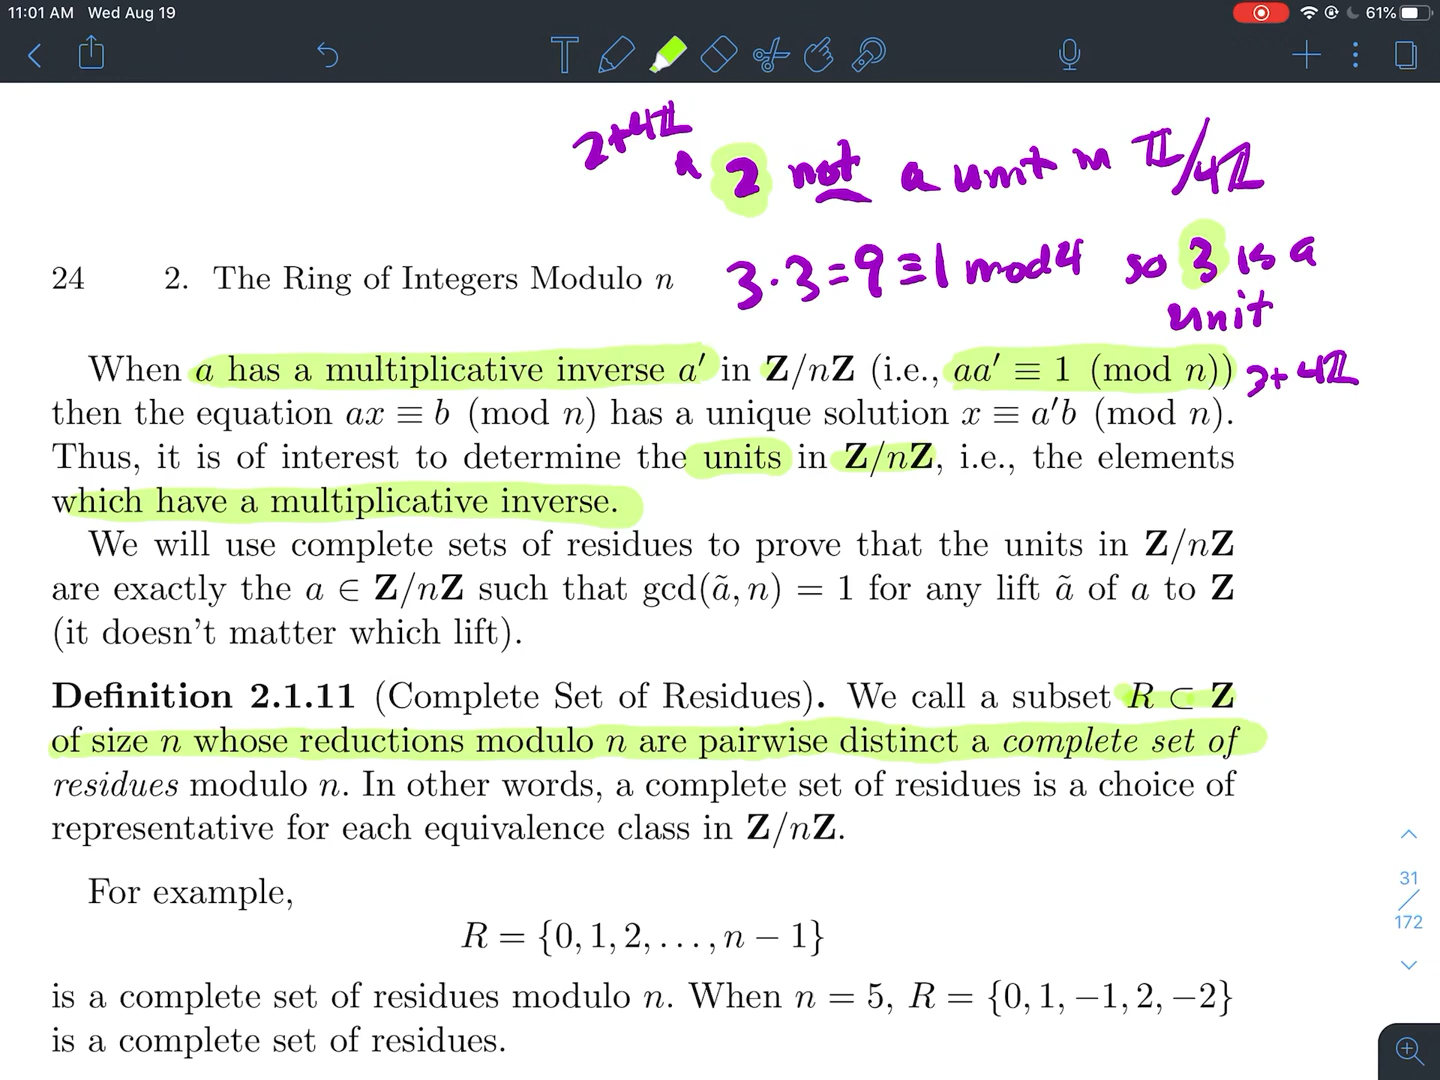 11:01 AM Wed Aug 19
61%
2+4ℤ
2 not a unit in ℤ/4ℤ
3·3=9≡1 mod 4 so 3 is a
unit
24 2. The Ring of Integers Modulo n
When a has a multiplicative inverse a′ in Z/nZ (i.e., aa′ ≡ 1 (mod n))
3+4ℤ
then the equation ax ≡ b (mod n) has a unique solution x ≡ a′b (mod n).
Thus, it is of interest to determine the units in Z/nZ, i.e., the elements
which have a multiplicative inverse.
We will use complete sets of residues to prove that the units in Z/nZ
are exactly the a ∈ Z/nZ such that gcd(ã, n) = 1 for any lift ã of a to Z
(it doesn't matter which lift).
Definition 2.1.11 (Complete Set of Residues). We call a subset R ⊂ Z
of size n whose reductions modulo n are pairwise distinct a complete set of
residues modulo n. In other words, a complete set of residues is a choice of
representative for each equivalence class in Z/nZ.
For example,
R = {0, 1, 2, . . . , n − 1}
is a complete set of residues modulo n. When n = 5, R = {0, 1, −1, 2, −2}
is a complete set of residues.
31
/
172